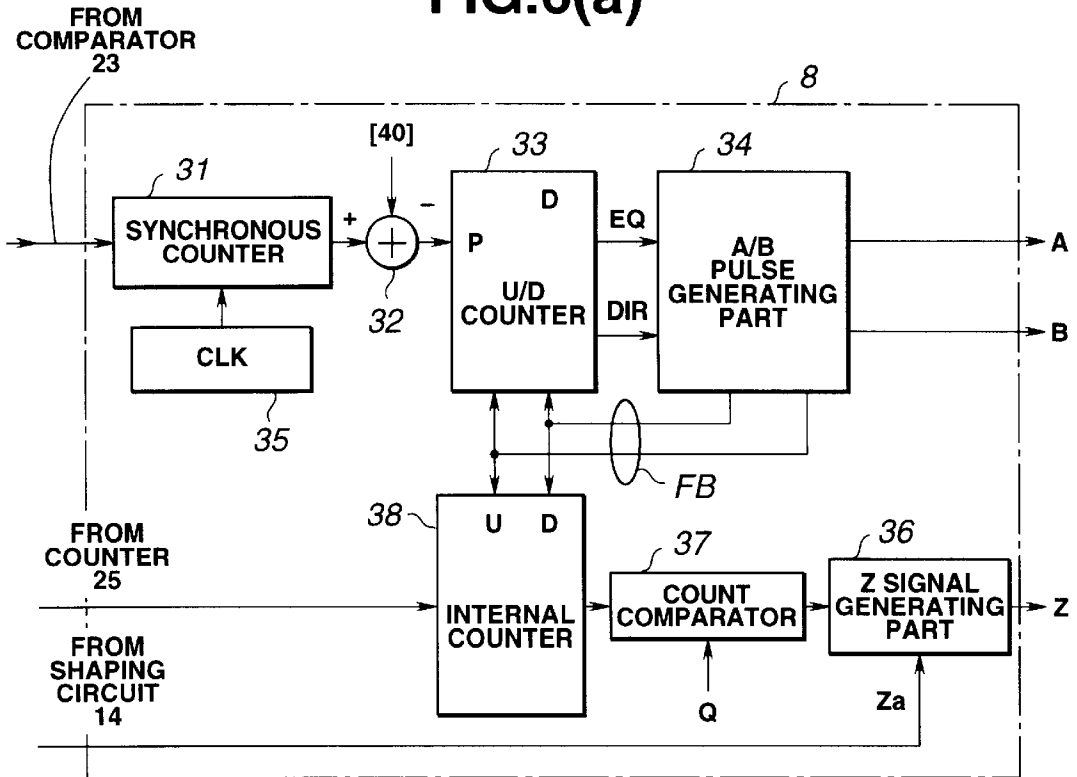 FIG.6(a)
FROM
COMPARATOR
23
8
[40]
31
SYNCHRONOUS
COUNTER
+
−
32
CLK
35
33
D
P
U/D
COUNTER
EQ
DIR
34
A/B
PULSE
GENERATING
PART
A
B
FB
FROM
COUNTER
25
38
U D
INTERNAL
COUNTER
37
COUNT
COMPARATOR
Q
36
Z SIGNAL
GENERATING
PART
Z
FROM
SHAPING
CIRCUIT
14
Za